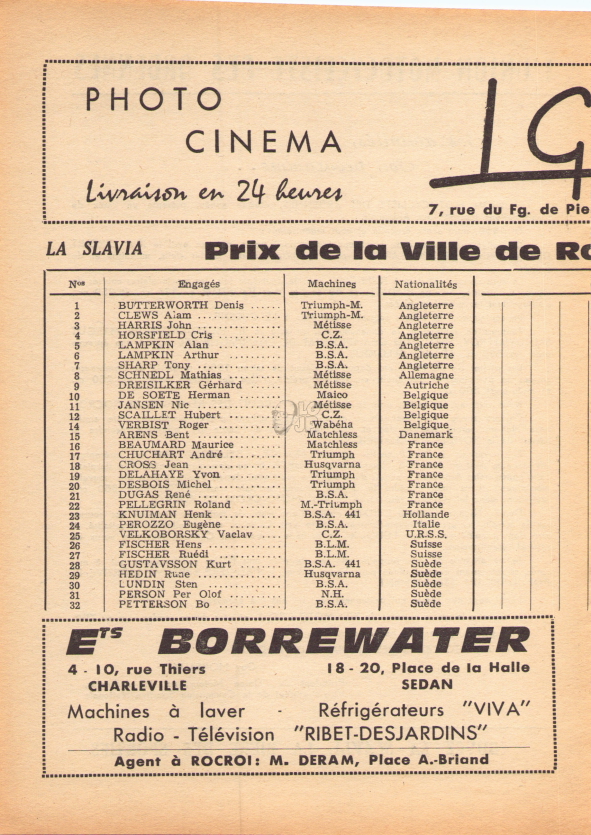 PHOTO
CINEMA
Livraison en 24 heures
7, rue du Fg. de Pie
LA SLAVIA Prix de la Ville de Ro
Nos Engagés Machines Nationalités
1 BUTTERWORTH Denis ...... Triumph-M. Angleterre
2 CLEWS Alam ............... Triumph-M. Angleterre
3 HARRIS John ............... Métisse Angleterre
4 HORSFIELD Cris ............ C.Z. Angleterre
5 LAMPKIN Alan ............ B.S.A. Angleterre
6 LAMPKIN Arthur ......... B.S.A. Angleterre
7 SHARP Tony ............... B.S.A. Angleterre
8 SCHNEDL Mathias ......... Métisse Allemagne
9 DREISILKER Gérhard ...... Métisse Autriche
10 DE SOETE Herman ......... Maico Belgique
11 JANSEN Nic ............... Métisse Belgique
12 SCAILLET Hubert ......... C.Z. Belgique
14 VERBIST Roger ............ Wabéha Belgique
15 ARENS Bent ............... Matchless Danemark
16 BEAUMARD Maurice ...... Matchless France
17 CHUCHART André ......... Triumph France
18 CROSS Jean ............... Husqvarna France
19 DELAHAYE Yvon ......... Triumph France
20 DESBOIS Michel ............ Triumph France
21 DUGAS René ............... B.S.A. France
22 PELLEGRIN Roland ......... M.-Triumph France
23 KNUIMAN Henk ............ B.S.A. 441 Hollande
24 PEROZZO Eugène ......... B.S.A. Italie
25 VELKOBORSKY Vaclav .... C.Z. U.R.S.S.
26 FISCHER Hens ............ B.L.M. Suisse
27 FISCHER Ruédi ............ B.L.M. Suisse
28 GUSTAVSSON Kurt ......... B.S.A. 441 Suède
29 HEDIN Rune ............... Husqvarna Suède
30 LUNDIN Sten ............... B.S.A. Suède
31 PERSON Per Olof ......... N.H. Suède
32 PETTERSON Bo ............ B.S.A. Suède
Ets BORREWATER
4 - 10, rue Thiers 18 - 20, Place de la Halle
CHARLEVILLE SEDAN
Machines à laver - Réfrigérateurs "VIVA"
Radio - Télévision "RIBET-DESJARDINS"
Agent à ROCROI : M. DERAM, Place A.-Briand